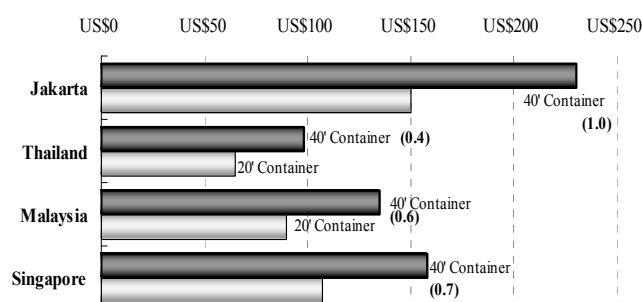 US$0 US$50 US$100 US$150 US$200 US$250
Jakarta
40' Container
(1.0)
40' Container (0.4)
Thailand
20' Container
40' Container
Malaysia
(0.6)
20' Container
40' Container
Singapore
(0.7)